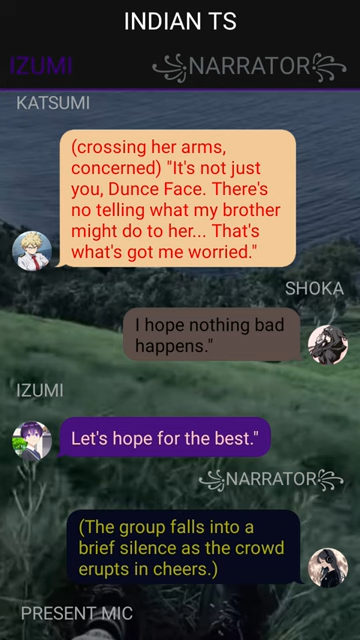 INDIAN TS
IZUMI
꧁NARRATOR꧂
KATSUMI
(crossing her arms,
concerned) "It's not just
you, Dunce Face. There's
no telling what my brother
might do to her... That's
what's got me worried."
SHOKA
I hope nothing bad
happens."
IZUMI
Let's hope for the best."
꧁NARRATOR꧂
(The group falls into a
brief silence as the crowd
erupts in cheers.)
PRESENT MIC